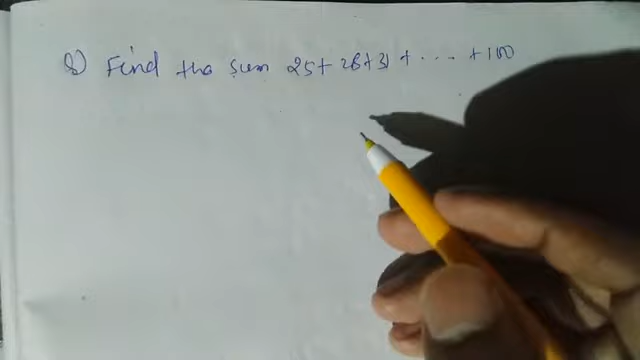 Q) Find the sum 25+ 28+31 + .... +100